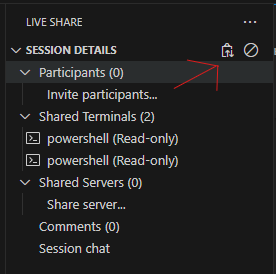 LIVE SHARE
SESSION DETAILS
Participants (0)
Invite participants...
Shared Terminals (2)
powershell (Read-only)
powershell (Read-only)
Shared Servers (0)
Share server...
Comments (0)
Session chat